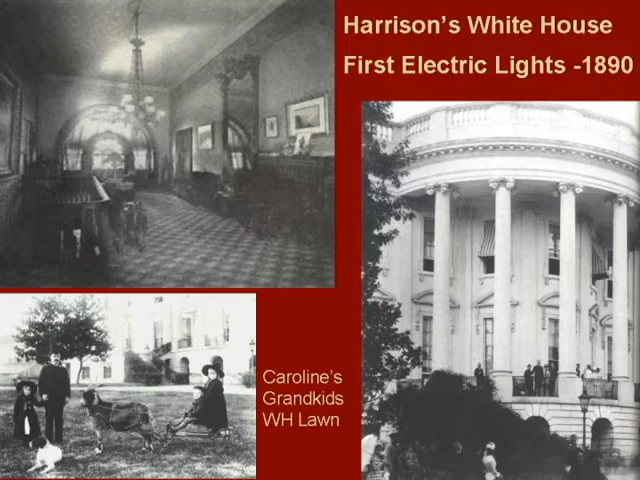 Harrison's White House
First Electric Lights -1890
Caroline's
Grandkids
WH Lawn